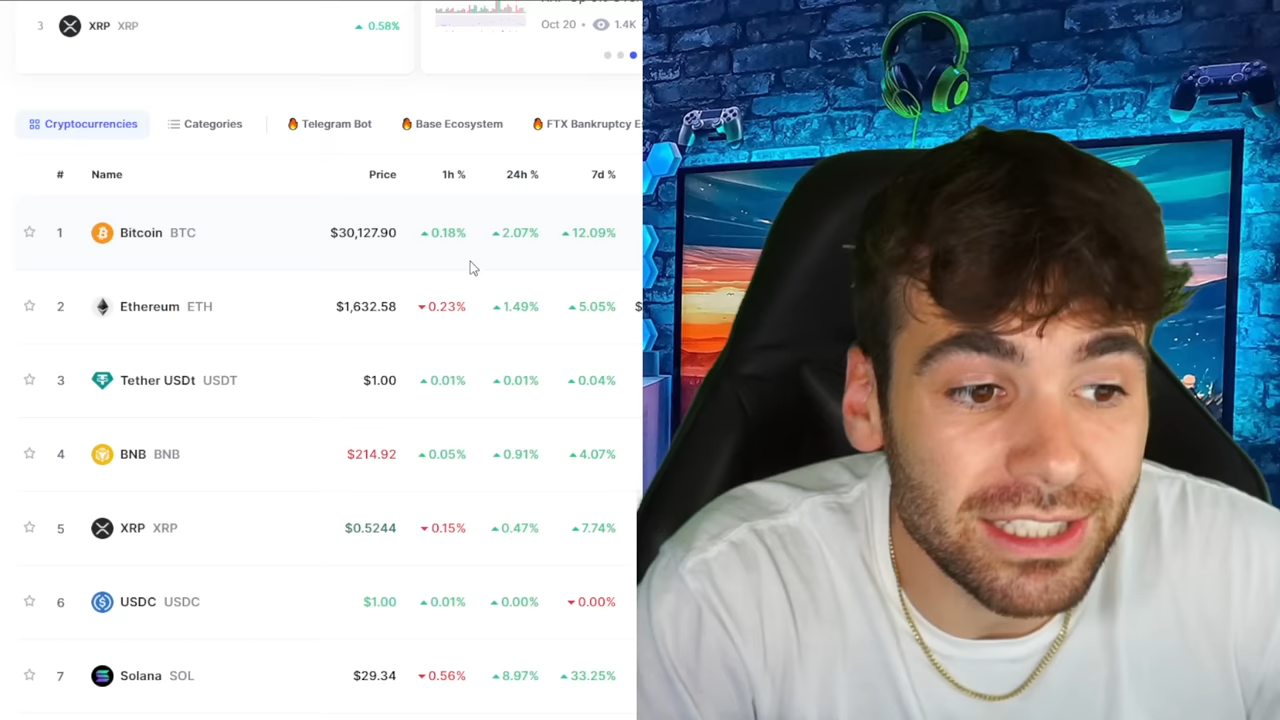 3 XRP XRP 0.58%
Oct 20 • 1.4K
Cryptocurrencies Categories Telegram Bot Base Ecosystem FTX Bankruptcy E
# Name Price 1h % 24h % 7d %
1 Bitcoin BTC $30,127.90 0.18% 2.07% 12.09%
2 Ethereum ETH $1,632.58 0.23% 1.49% 5.05% $
3 Tether USDt USDT $1.00 0.01% 0.01% 0.04%
4 BNB BNB $214.92 0.05% 0.91% 4.07%
5 XRP XRP $0.5244 0.15% 0.47% 7.74%
6 USDC USDC $1.00 0.01% 0.00% 0.00%
7 Solana SOL $29.34 0.56% 8.97% 33.25%